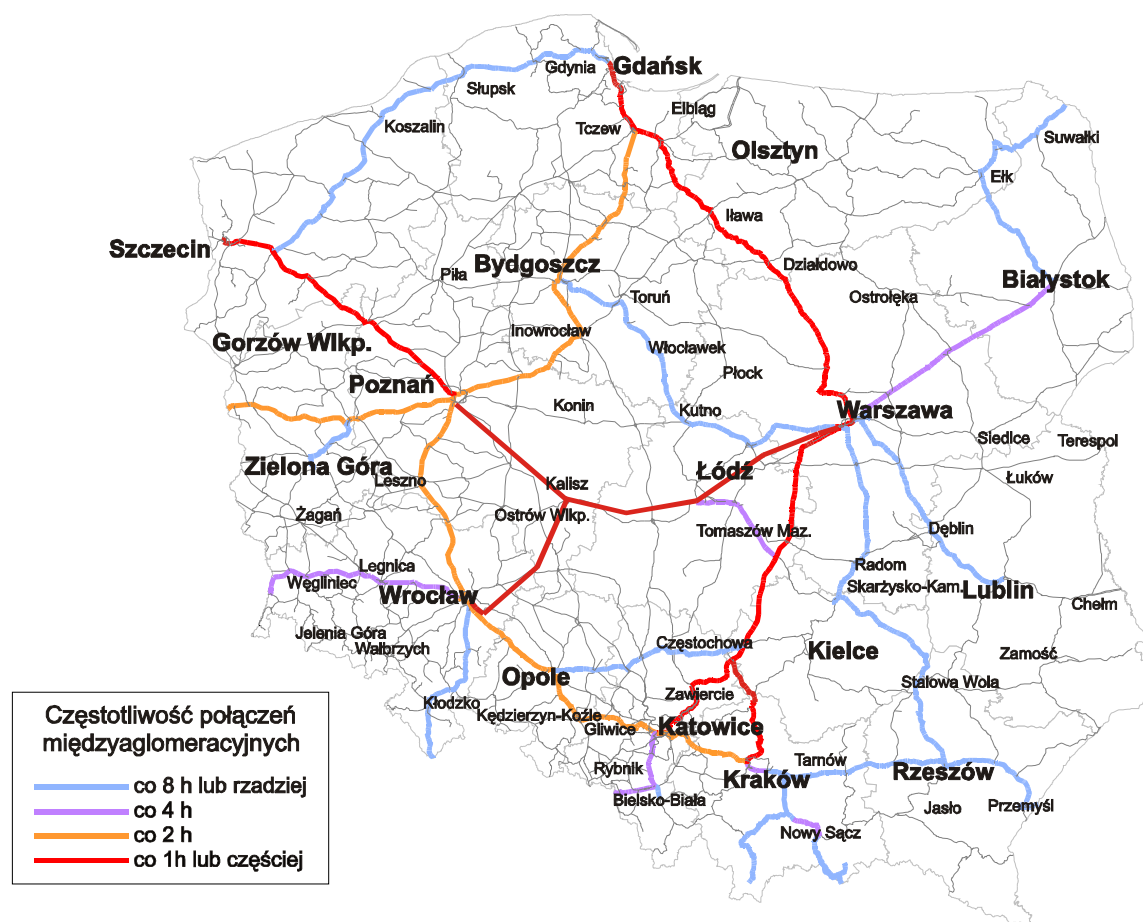 Gdańsk
Gdynia
Słupsk
Elbląg
Koszalin
Tczew
Suwałki
Olsztyn
Ełk
Iława
Szczecin
Działdowo
Bydgoszcz
Piła
Białystok
Ostrołęka
Toruń
Inowrocław
Gorzów Wlkp.
Włocławek
Płock
Poznań
Konin
Kutno
Warszawa
Siedlce
Terespol
Zielona Góra
Łódź
Leszno
Kalisz
Łuków
Żagań
Ostrów Wlkp.
Tomaszów Maz.
Dęblin
Legnica
Radom
Węgliniec
Skarżysko-Kam.
Lublin
Wrocław
Chełm
Jelenia Góra
Wałbrzych
Częstochowa
Kielce
Zamość
Opole
Stalowa Wola
Zawiercie
Kłodzko
Kędzierzyn-Koźle
Gliwice
Katowice
Rybnik
Tarnów
Kraków
Rzęszów
Bielsko-Biała
Jasło
Przemyśl
Nowy Sącz
Częstotliwość połączeń
międzyaglomeracyjnych
co 8 h lub rzadziej
co 4 h
co 2 h
co 1h lub częściej